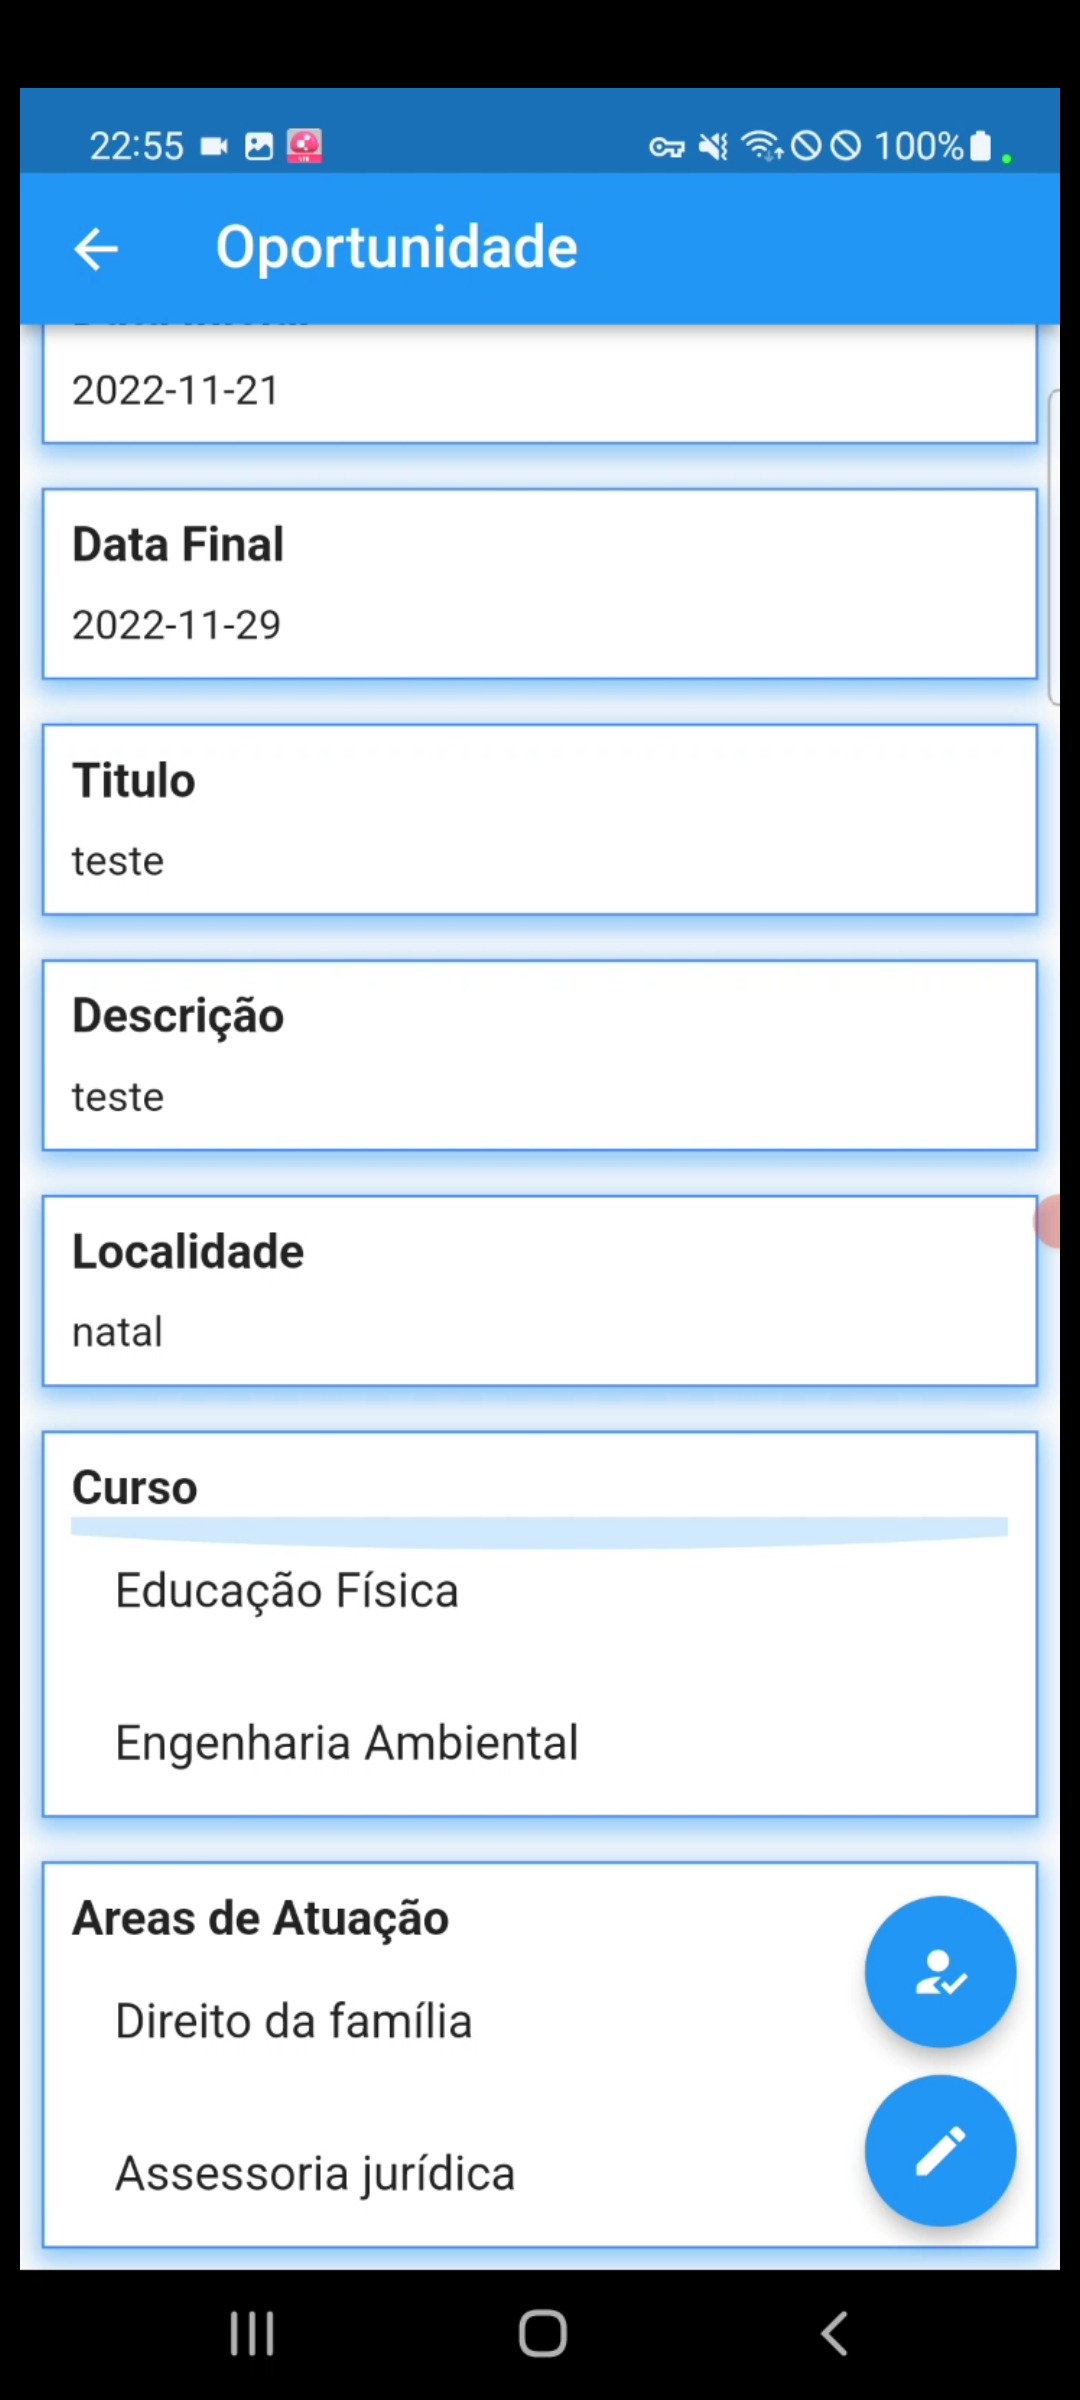 22:55
100%
Oportunidade
2022-11-21
Data Final
2022-11-29
Titulo
teste
Descrição
teste
Localidade
natal
Curso
Educação Física
Engenharia Ambiental
Areas de Atuação
Direito da família
Assessoria jurídica